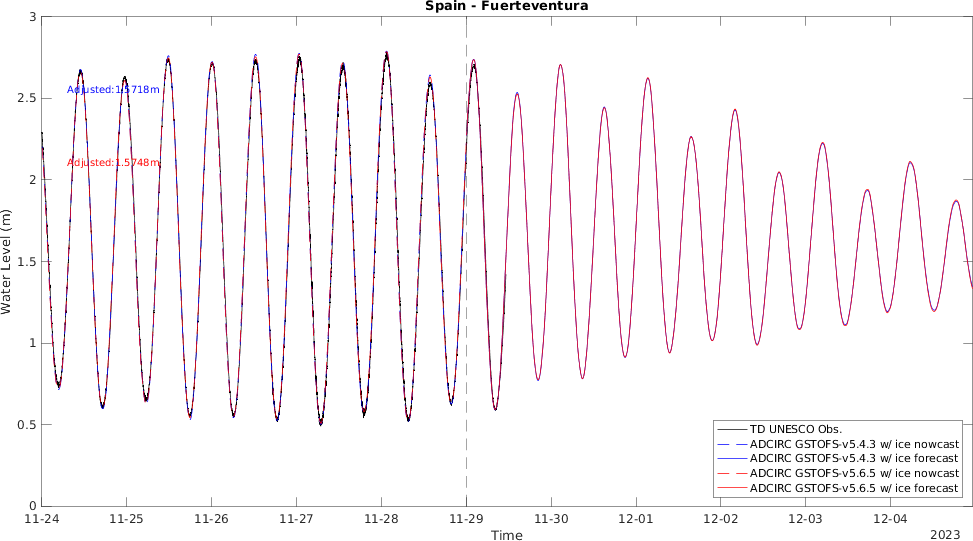 Spain - Fuerteventura
3
2.5
2
1.5
1
0.5
0
Water Level (m)
Adjusted:1.5718m
Adjusted:1.5748m
TD UNESCO Obs.
ADCIRC GSTOFS-v5.4.3 w/ ice nowcast
ADCIRC GSTOFS-v5.4.3 w/ ice forecast
ADCIRC GSTOFS-v5.6.5 w/ ice nowcast
ADCIRC GSTOFS-v5.6.5 w/ ice forecast
11-24 11-25 11-26 11-27 11-28 11-29 11-30 12-01 12-02 12-03 12-04
Time
2023